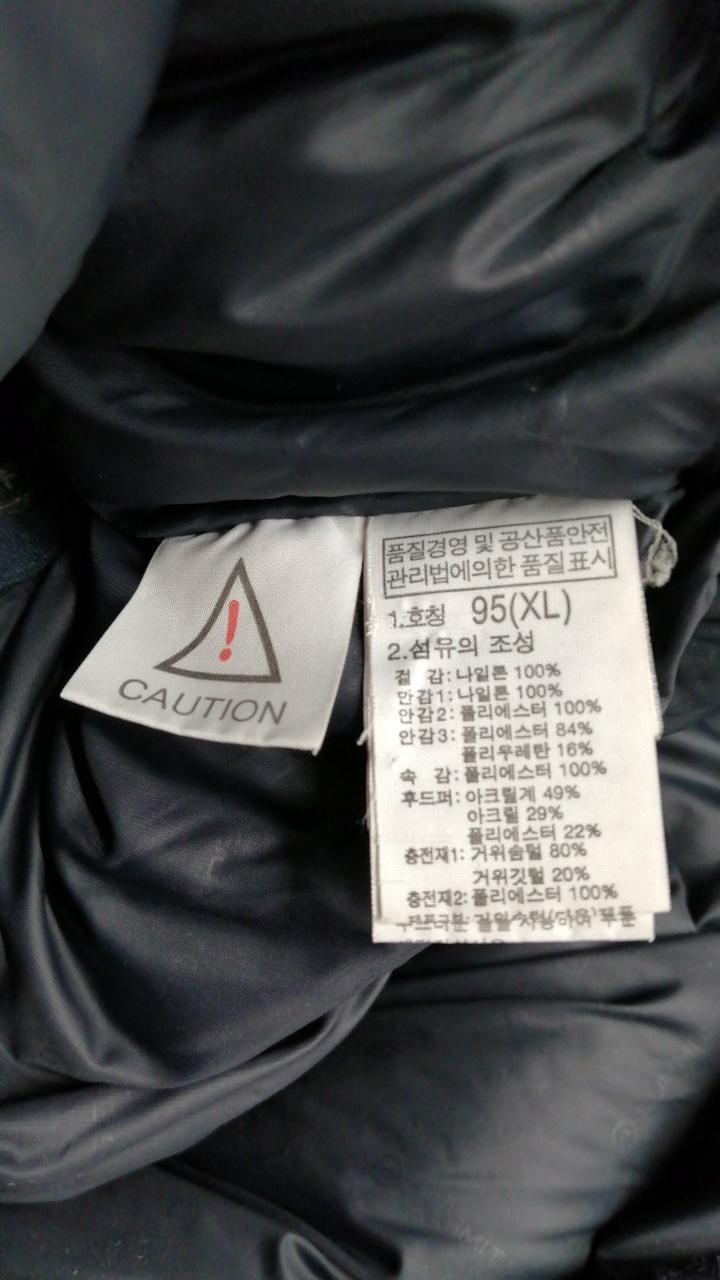 CAUTION
품질경영 및 공산품안전
관리법에의한 품질표시
1.호칭 95(XL)
2.섬유의 조성
겉 감:나일론 100%
안감1:나일론 100%
안감2:폴리에스터 100%
안감3:폴리에스터 84%
폴리우레탄 16%
속 감:폴리에스터 100%
후드퍼:아크릴계 49%
아크릴 29%
폴리에스터 22%
충전재1:거위솜털 80%
거위깃털 20%
충전재2:폴리에스터 100%